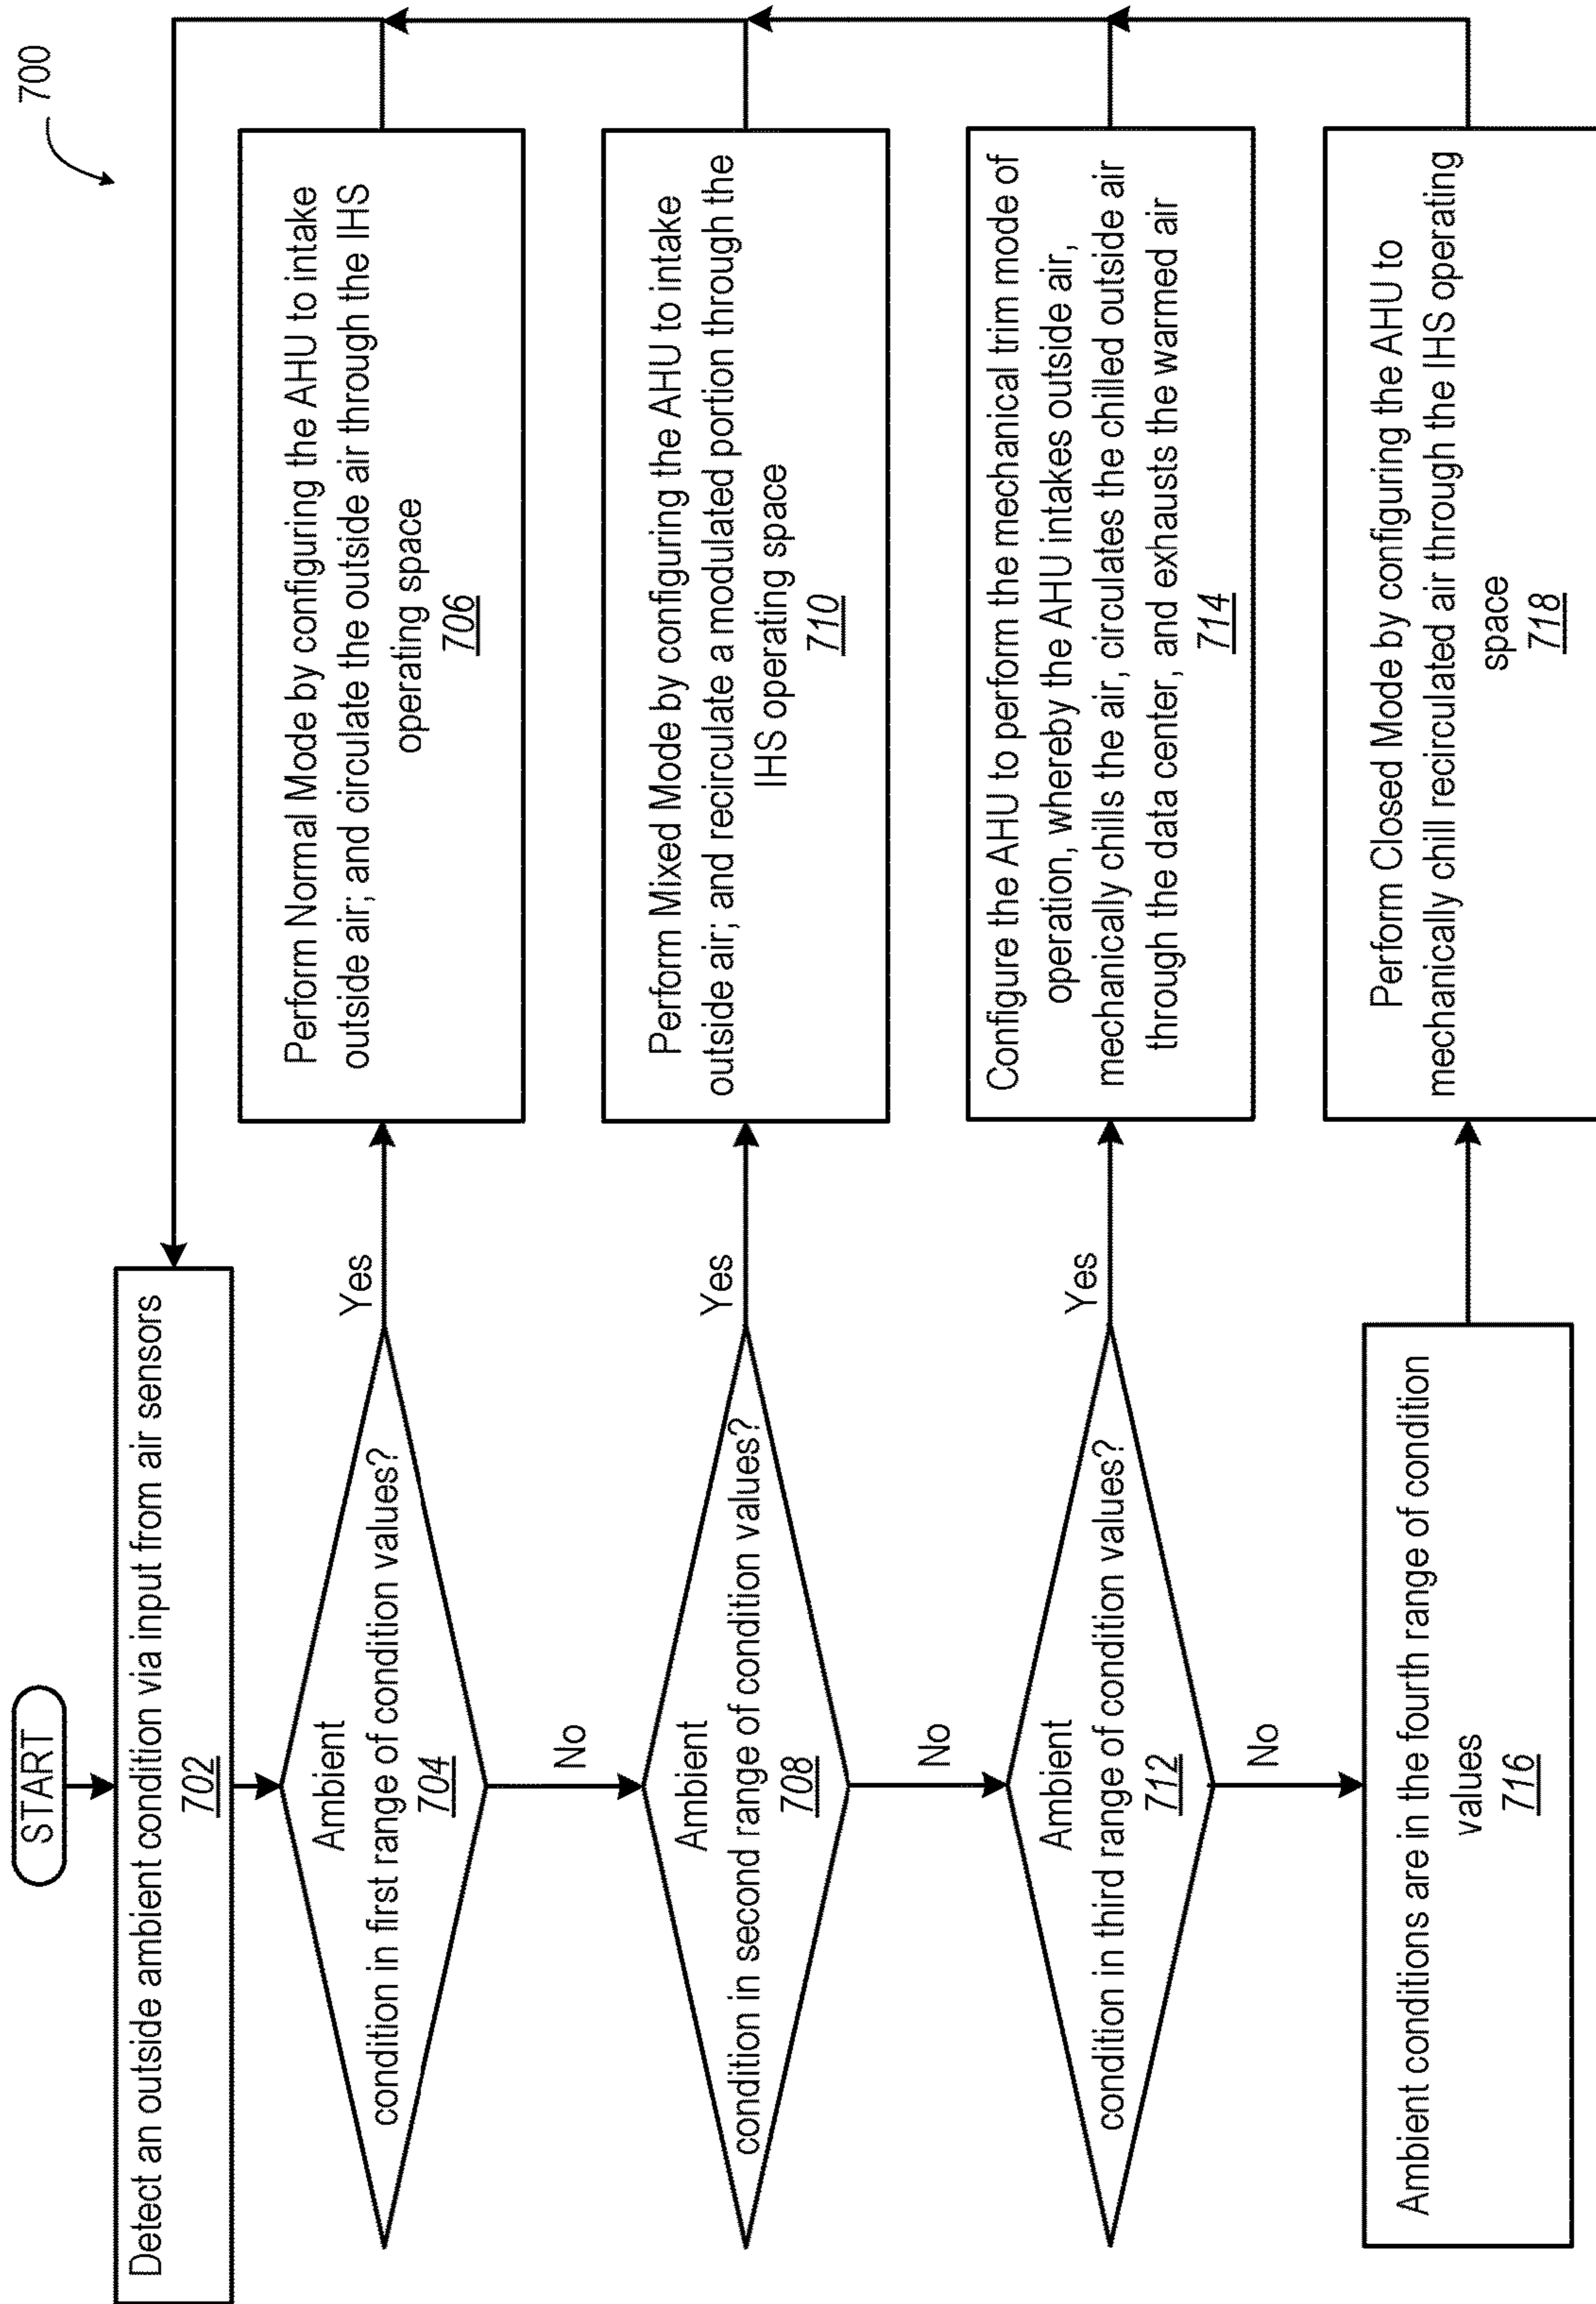 700
START
Detect an outside ambient condition via input from air sensors
702
Ambient
condition in first range of condition values?
704
Yes
No
Perform Normal Mode by configuring the AHU to intake
outside air; and circulate the outside air through the IHS
operating space
706
Ambient
condition in second range of condition values?
708
Yes
No
Perform Mixed Mode by configuring the AHU to intake
outside air; and recirculate a modulated portion through the
IHS operating space
710
Ambient
condition in third range of condition values?
712
Yes
No
Configure the AHU to perform the mechanical trim mode of
operation, whereby the AHU intakes outside air,
mechanically chills the air, circulates the chilled outside air
through the data center, and exhausts the warmed air
714
Ambient conditions are in the fourth range of condition
values
716
Perform Closed Mode by configuring the AHU to
mechanically chill recirculated air through the IHS operating
space
718